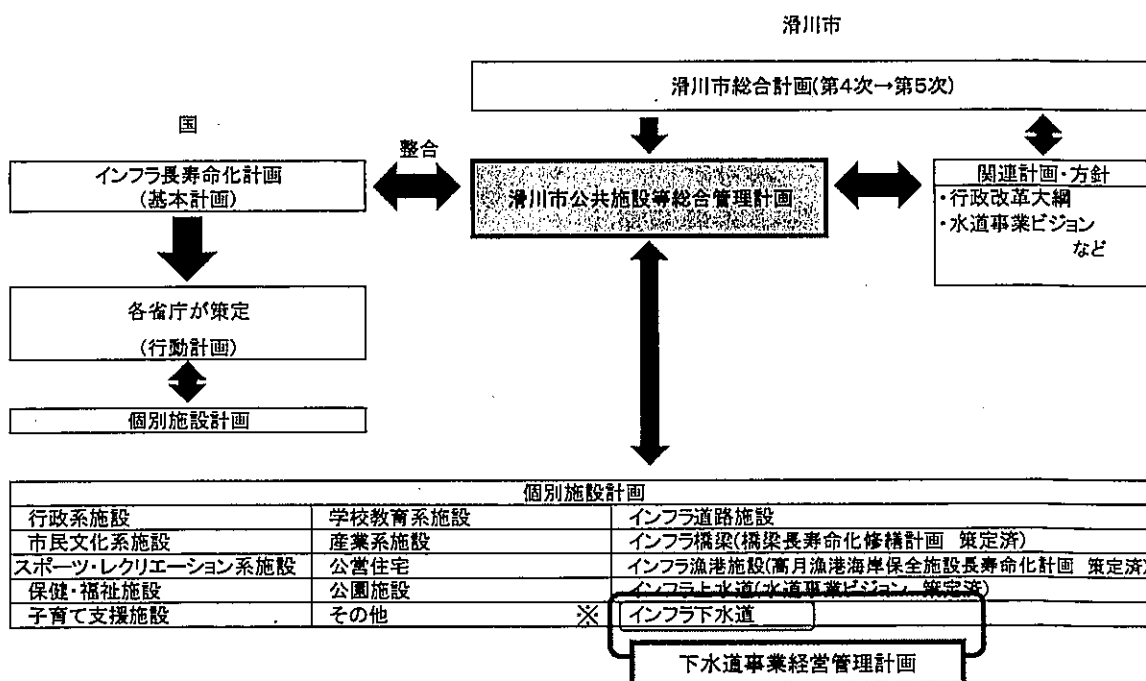 滑川市
滑川市総合計画(第4次→第5次)
国
整合
インフラ長寿命化計画
(基本計画)
滑川市公共施設等総合管理計画
関連計画・方針
・行政改革大綱
・水道事業ビジョン
など
各省庁が策定
(行動計画)
個別施設計画
個別施設計画
行政系施設 学校教育系施設 インフラ道路施設
市民文化系施設 産業系施設 インフラ橋梁(橋梁長寿命化修繕計画 策定済)
スポーツ・レクリエーション系施設 公営住宅 インフラ漁港施設(高月漁港海岸保全施設長寿命化計画 策定済)
保健・福祉施設 公園施設 インフラ上水道(水道事業ビジョン 策定済)
子育て支援施設 その他 ※ インフラ下水道
下水道事業経営管理計画